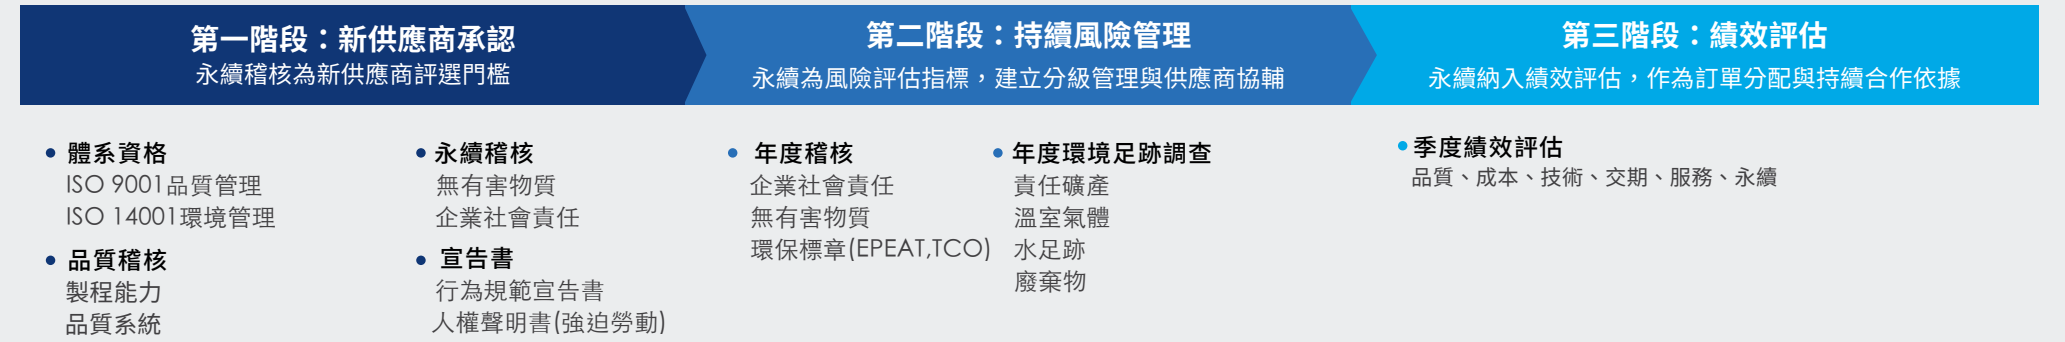 第一階段：新供應商承認
永續稽核為新供應商評選門檻
第二階段：持續風險管理
永續為風險評估指標，建立分級管理與供應商協輔
第三階段：績效評估
永續納入績效評估，作為訂單分配與持續合作依據
• 體系資格
ISO 9001品質管理
ISO 14001環境管理
• 品質稽核
製程能力
品質系統
• 永續稽核
無有害物質
企業社會責任
• 宣告書
行為規範宣告書
人權聲明書(強迫勞動)
• 年度稽核
企業社會責任
無有害物質
環保標章(EPEAT,TCO)
• 年度環境足跡調查
責任礦產
溫室氣體
水足跡
廢棄物
• 季度績效評估
品質、成本、技術、交期、服務、永續